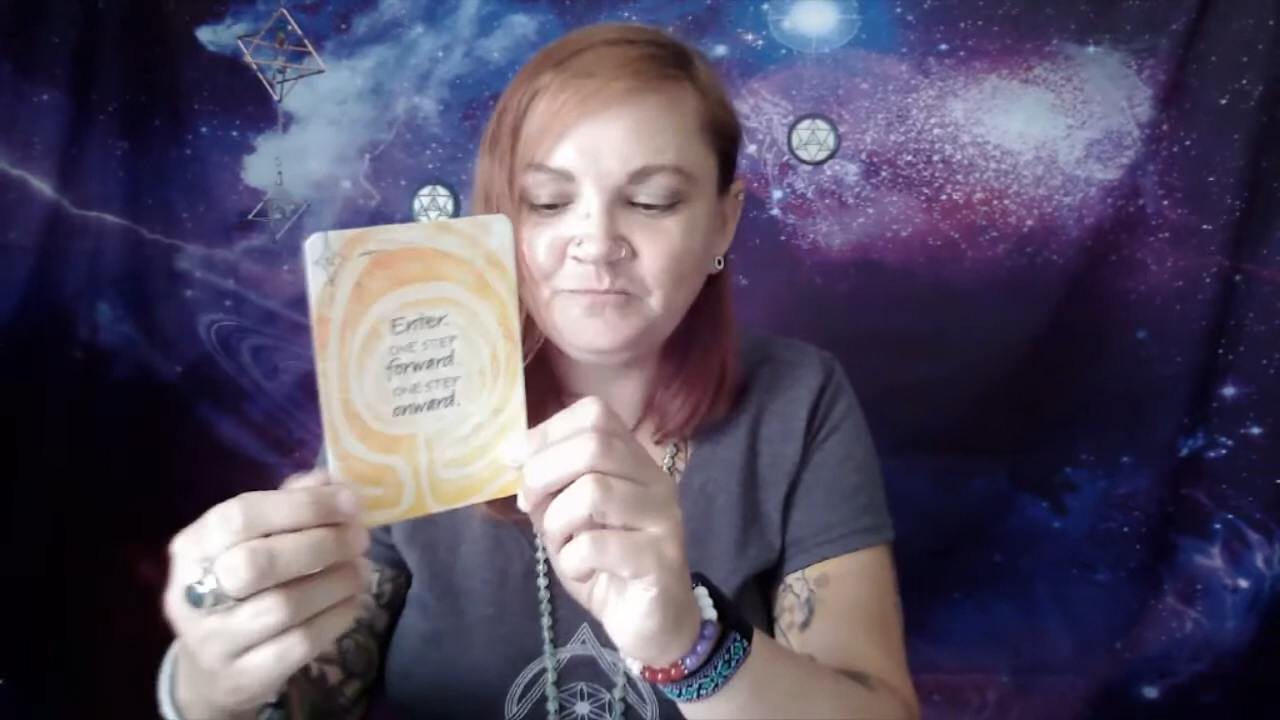 Enter.
ONE STEP
forward.
ONE STEP
onward.